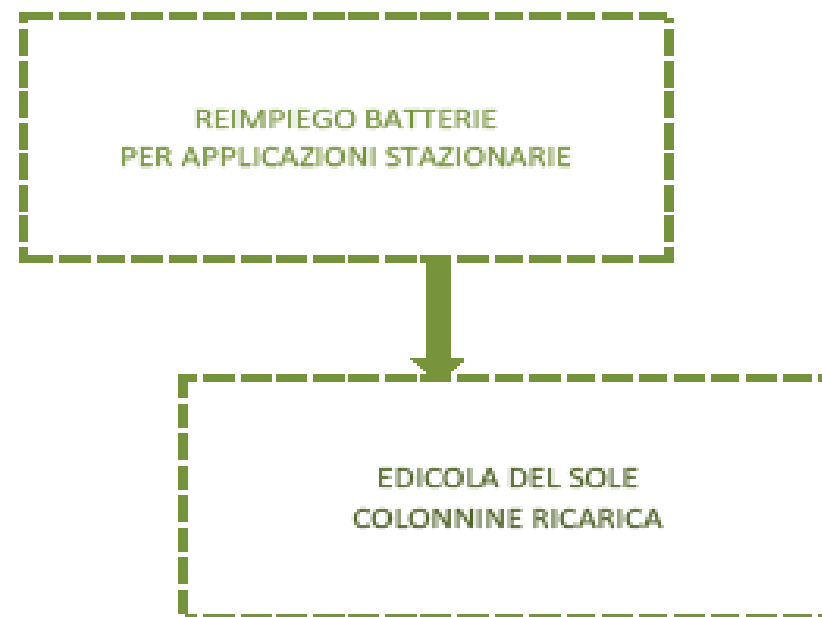 REIMPIEGO BATTERIE
PER APPLICAZIONI STAZIONARIE
EDICOLA DEL SOLE
COLONNINE RICARICA